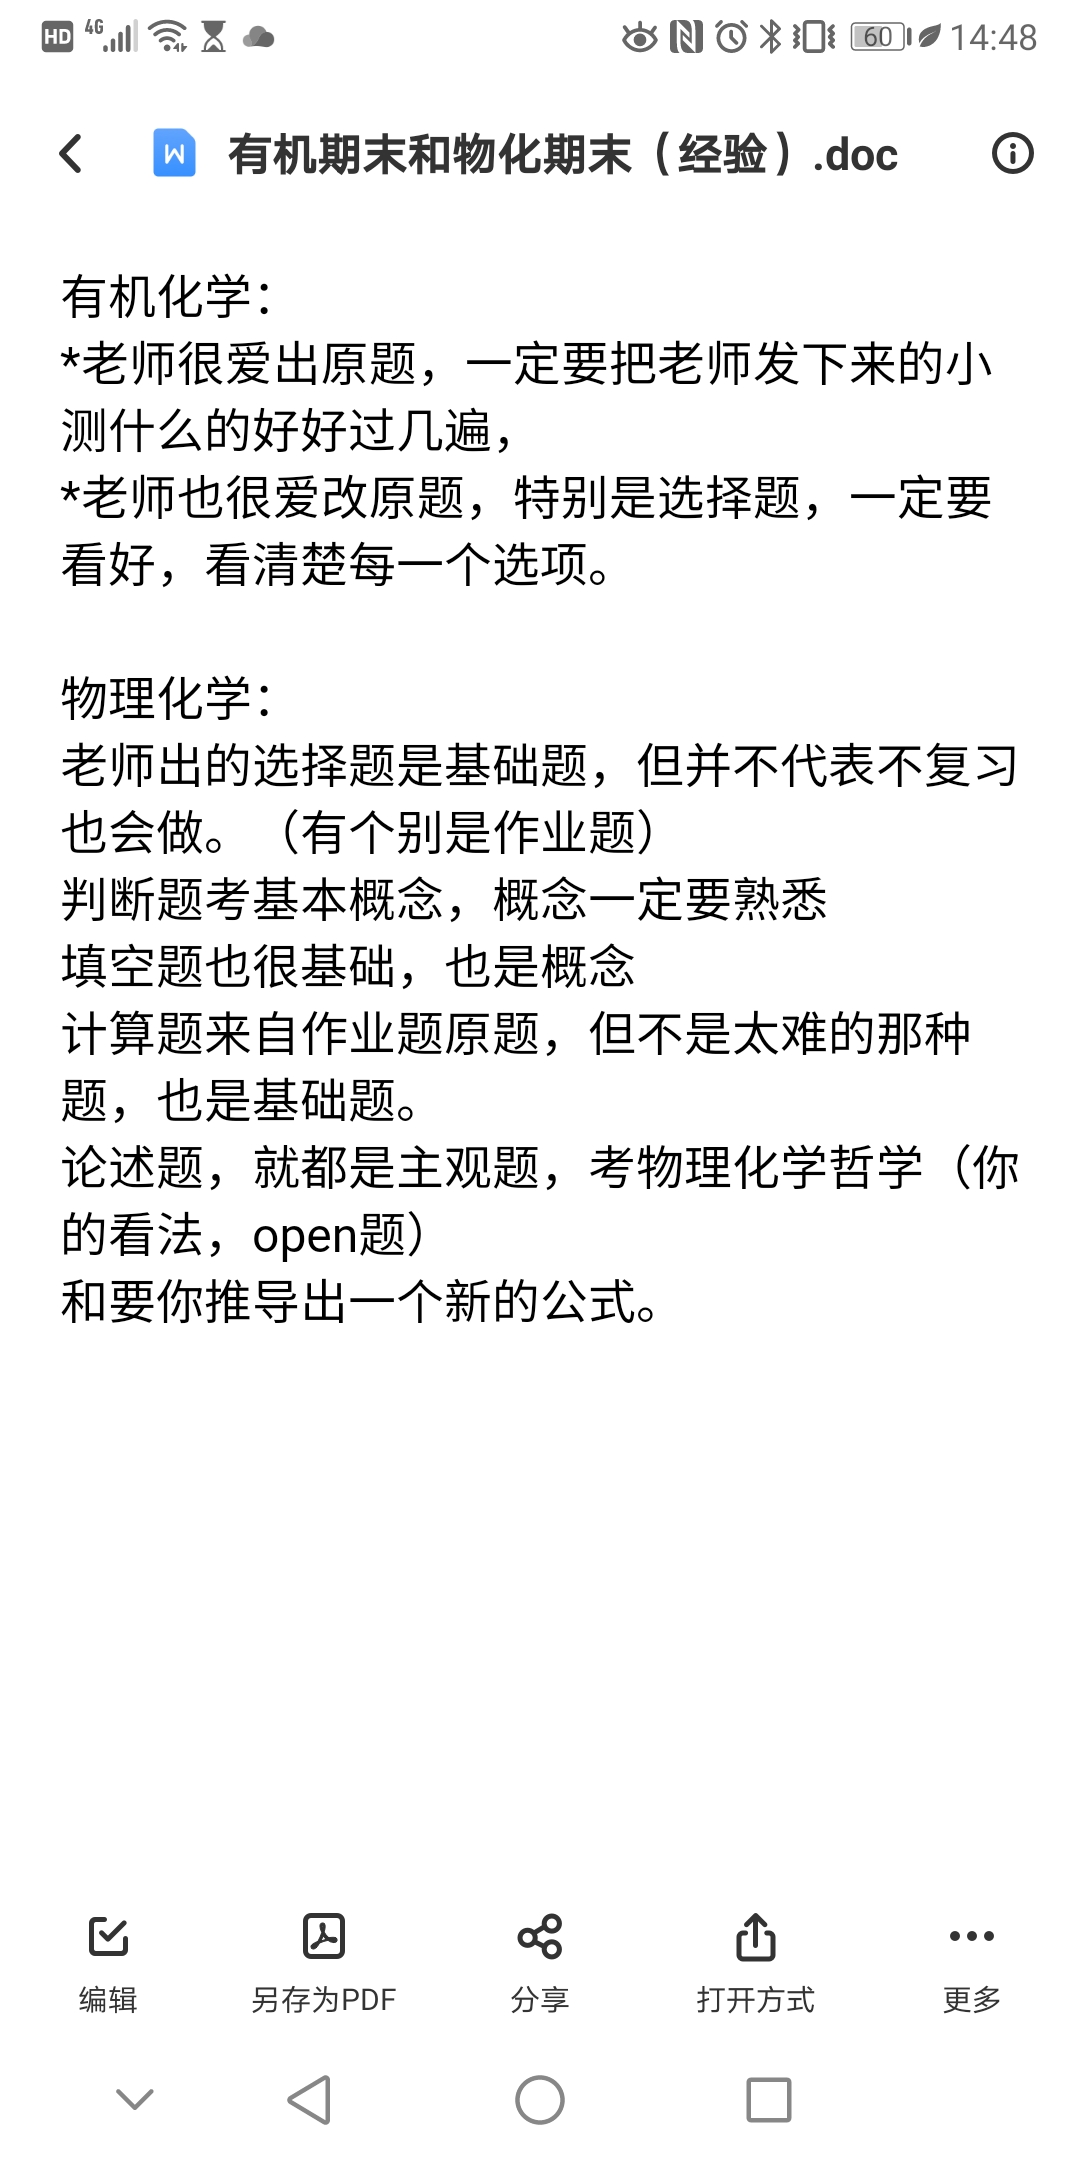 HD 4G 60 14:48
有机期末和物化期末（经验）.doc
有机化学：
*老师很爱出原题，一定要把老师发下来的小
测什么的好好过几遍，
*老师也很爱改原题，特别是选择题，一定要
看好，看清楚每一个选项。
物理化学：
老师出的选择题是基础题，但并不代表不复习
也会做。（有个别是作业题）
判断题考基本概念，概念一定要熟悉
填空题也很基础，也是概念
计算题来自作业题原题，但不是太难的那种
题，也是基础题。
论述题，就都是主观题，考物理化学哲学（你
的看法，open题）
和要你推导出一个新的公式。
编辑 另存为PDF 分享 打开方式 更多